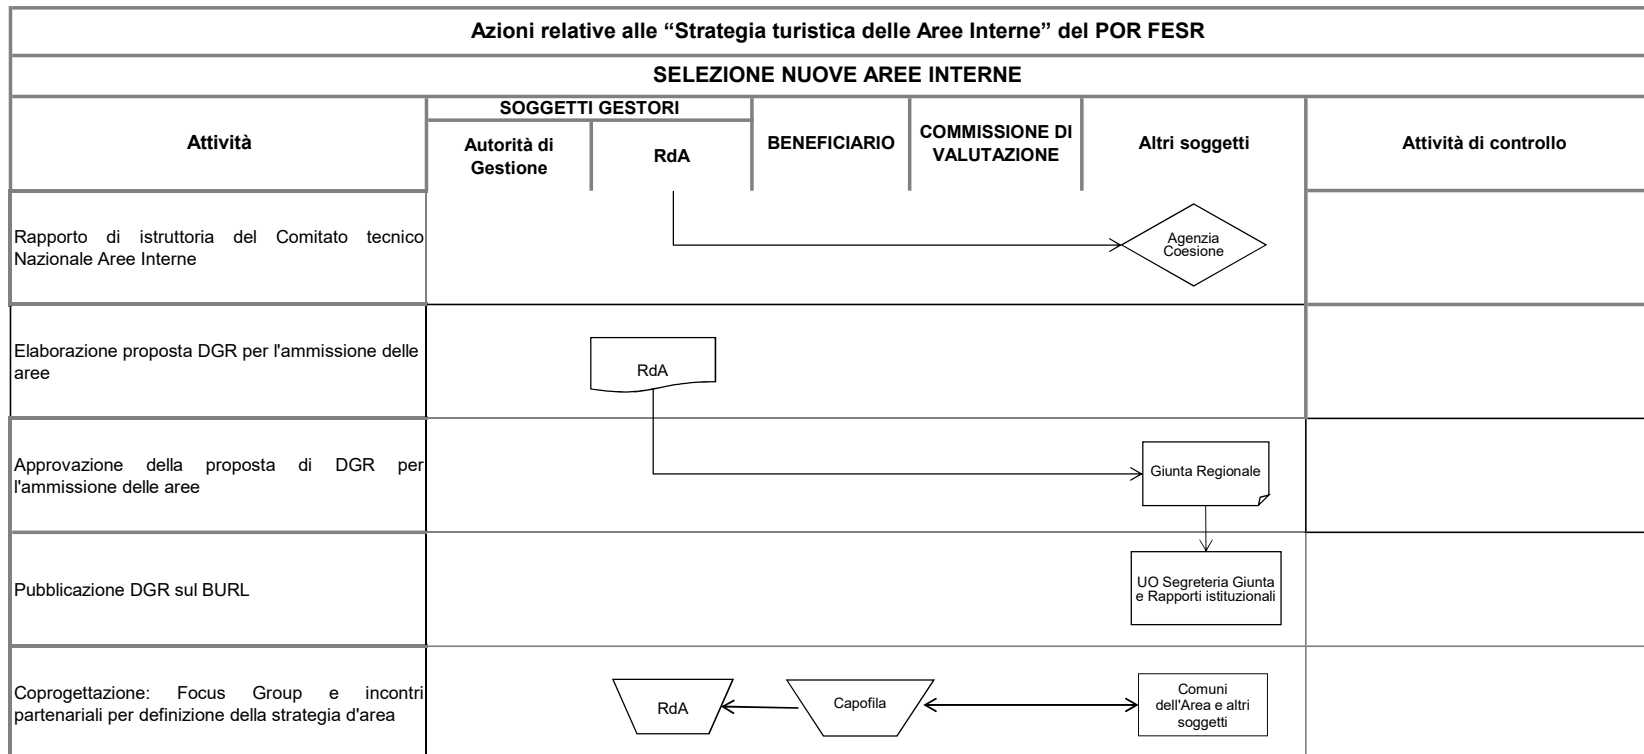 Azioni relative alle “Strategia turistica delle Aree Interne” del POR FESR
SELEZIONE NUOVE AREE INTERNE
Attività
SOGGETTI GESTORI
Autorità di
Gestione
RdA
BENEFICIARIO
COMMISSIONE DI
VALUTAZIONE
Altri soggetti
Attività di controllo
Rapporto di istruttoria del Comitato tecnico
Nazionale Aree Interne
Agenzia
Coesione
Elaborazione proposta DGR per l'ammissione delle
aree
RdA
Approvazione della proposta di DGR per
l'ammissione delle aree
Giunta Regionale
Pubblicazione DGR sul BURL
UO Segreteria Giunta
e Rapporti istituzionali
Coprogettazione: Focus Group e incontri
partenariali per definizione della strategia d'area
RdA
Capofila
Comuni
dell'Area e altri
soggetti